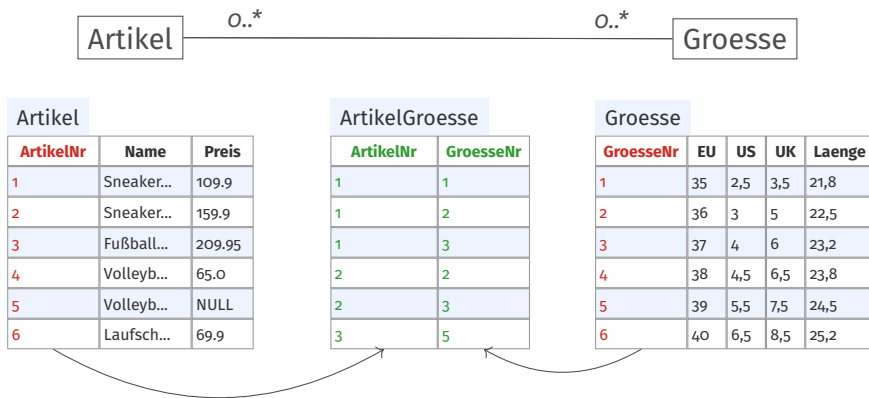 0..* 0..*
Artikel Groesse
Artikel
ArtikelNr Name Preis
1 Sneaker... 109.9
2 Sneaker... 159.9
3 Fußball... 209.95
4 Volleyb... 65.0
5 Volleyb... NULL
6 Laufsch... 69.9
ArtikelGroesse
ArtikelNr GroesseNr
1 1
1 2
1 3
2 2
2 3
3 5
Groesse
GroesseNr EU US UK Laenge
1 35 2,5 3,5 21,8
2 36 3 5 22,5
3 37 4 6 23,2
4 38 4,5 6,5 23,8
5 39 5,5 7,5 24,5
6 40 6,5 8,5 25,2